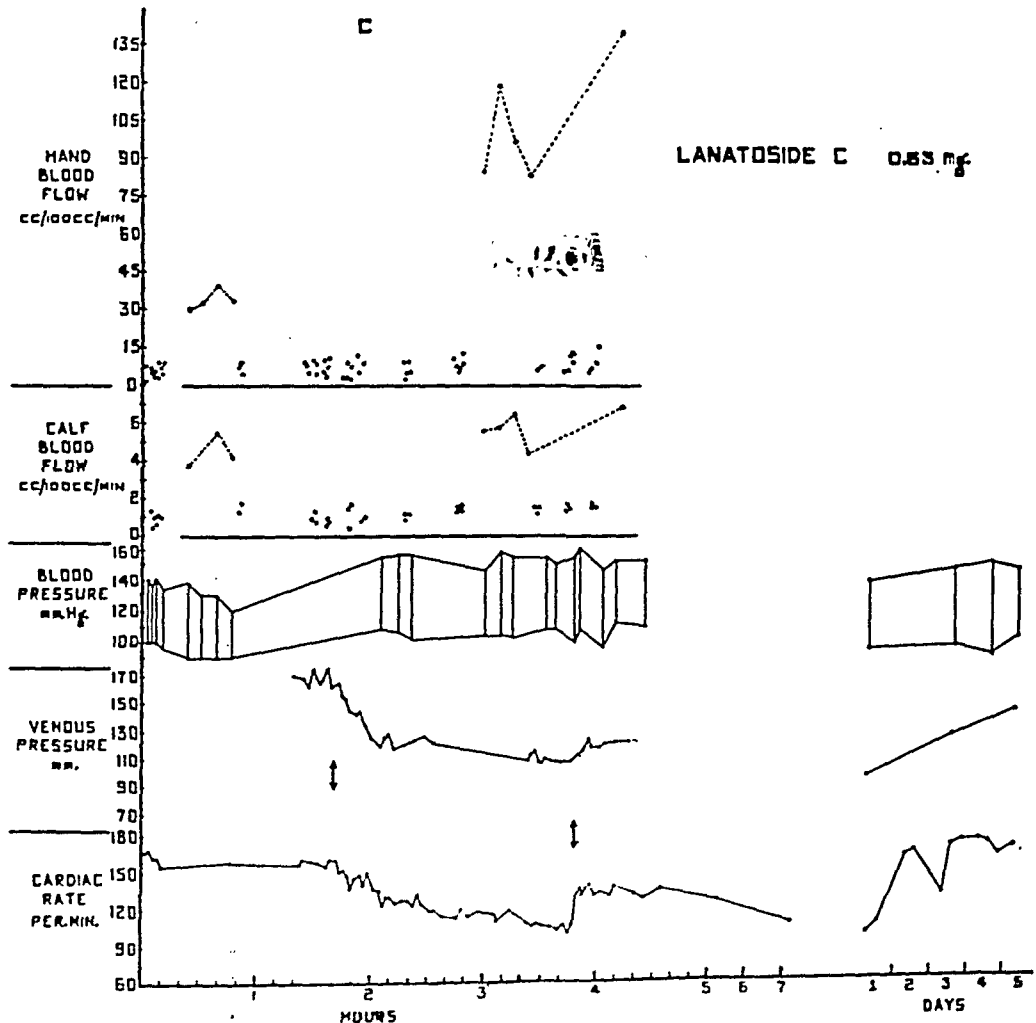 C
135
120
105
90
75
60
45
30
15
0
HAND
BLOOD
FLOW
CC/100CC/MIN
LANATOSIDE C 0.83 mg.
6
4
2
0
CALF
BLOOD
FLOW
CC/100CC/MIN
160
140
120
100
BLOOD
PRESSURE
mm.Hg.
170
150
130
110
90
70
VENOUS
PRESSURE
mm.
180
150
120
90
60
CARDIAC
RATE
PER.MIN.
1 2 3 4 5 6 7
HOURS
1 2 3 4 5
DAYS